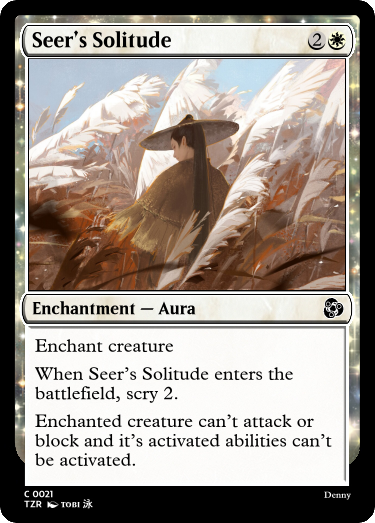 Seer's Solitude 2
Enchantment — Aura
Enchant creature
When Seer's Solitude enters the
battlefield, scry 2.
Enchanted creature can't attack or
block and it's activated abilities can't
be activated.
C 0021
TZR TOBI 泳
Denny